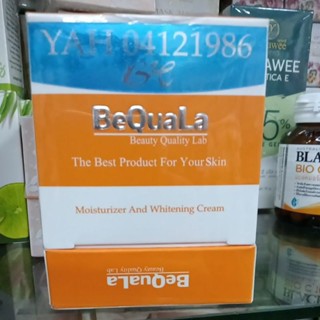 YAH 04121986
BeQuaLa
Beauty Quality Lab
The Best Product For Your Skin
Moisturizer And Whitening Cream
BeQuaLa
Beauty Quality Lab
AWEE
TICA E
5%
BLA
BIO C